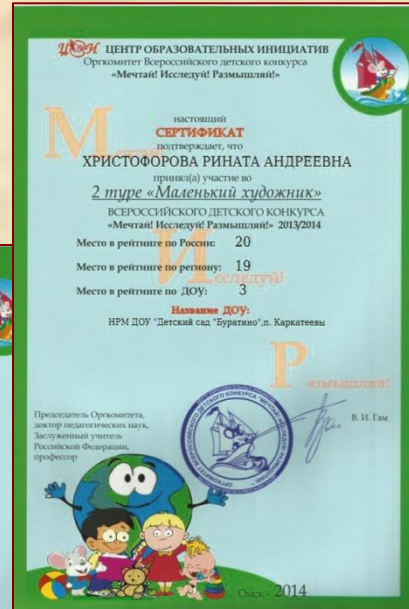 ЦОИ ЦЕНТР ОБРАЗОВАТЕЛЬНЫХ ИНИЦИАТИВ
Оргкомитет Всероссийского детского конкурса
«Мечтай! Исследуй! Размышляй!»
настоящий
СЕРТИФИКАТ
подтверждает, что
ХРИСТОФОРОВА РИНАТА АНДРЕЕВНА
принял(а) участие во
2 туре «Маленький художник»
ВСЕРОССИЙСКОГО ДЕТСКОГО КОНКУРСА
«Мечтай! Исследуй! Размышляй!» 2013/2014
Место в рейтинге по России: 20
Исследуй!
Место в рейтинге по региону: 19
Место в рейтинге по ДОУ: 3
Название ДОУ:
НРМ ДОУ "Детский сад "Буратино",п. Каркатеевы
Размышляй!
Председатель Оргкомитета,
доктор педагогических наук,
Заслуженный учитель
Российской Федерации,
профессор
В. И. Гам
Омск - 2014